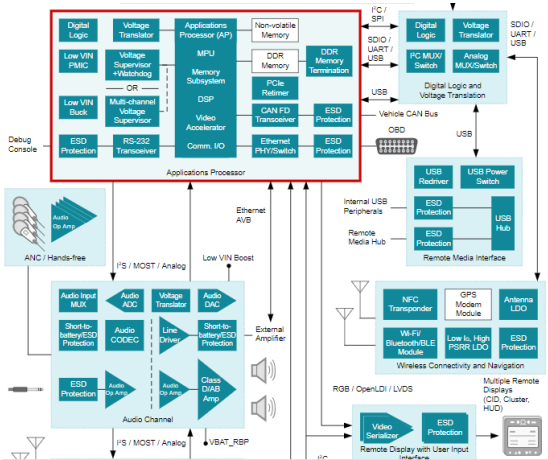 I²C /
SPI
Digital
Logic
Voltage
Translator
Applications
Processor (AP)
MPU
Memory
Subsystem
DSP
Video
Accelerator
Comm. I/O
Non-volatile
Memory
Low VIN
PMIC
Voltage
Supervisor
+Watchdog
OR
DDR
Memory
DDR
Memory
Termination
PCIe
Retimer
Low VIN
Buck
Multi-channel
Voltage
Supervisor
CAN FD
Transceiver
ESD
Protection
ESD
Protection
RS-232
Transceiver
Ethernet
PHY/Switch
ESD
Protection
Applications Processor
Debug
Console
SDIO /
UART /
USB
USB
Vehicle CAN Bus
OBD
Digital
Logic
Voltage
Translator
I²C MUX/
Switch
Analog
MUX/Switch
Digital Logic and
Voltage Translation
SDIO /
UART /
USB
USB
USB
Redriver
USB Power
Switch
ESD
Protection
ESD
Protection
USB
Hub
Remote Media Interface
Internal USB
Peripherals
Remote
Media Hub
Audio
Op Amp
ANC / Hands-free
I²S / MOST / Analog
Low VIN Boost
Ethernet
AVB
Audio Input
MUX
Audio
ADC
Voltage
Translator
Audio
DAC
Short-to-
battery/ESD
Protection
Audio
CODEC
Line
Driver
Short-to-
battery/ESD
Protection
External
Amplifier
ESD
Protection
Audio
Op Amp
Audio
Op Amp
Class
D/AB
Amp
Audio Channel
I²S / MOST / Analog
VBAT_RBP
NFC
Transponder
GPS
Modem
Module
Antenna
LDO
Wi-Fi/
Bluetooth/BLE
Module
Low Io, High
PSRR LDO
ESD
Protection
Wireless Connectivity and Navigation
RGB / OpenLDI / LVDS
Multiple Remote
Displays
(CID, Cluster,
HUD)
Video
Serializer
ESD
Protection
Remote Display with User Input
Interface
I²C